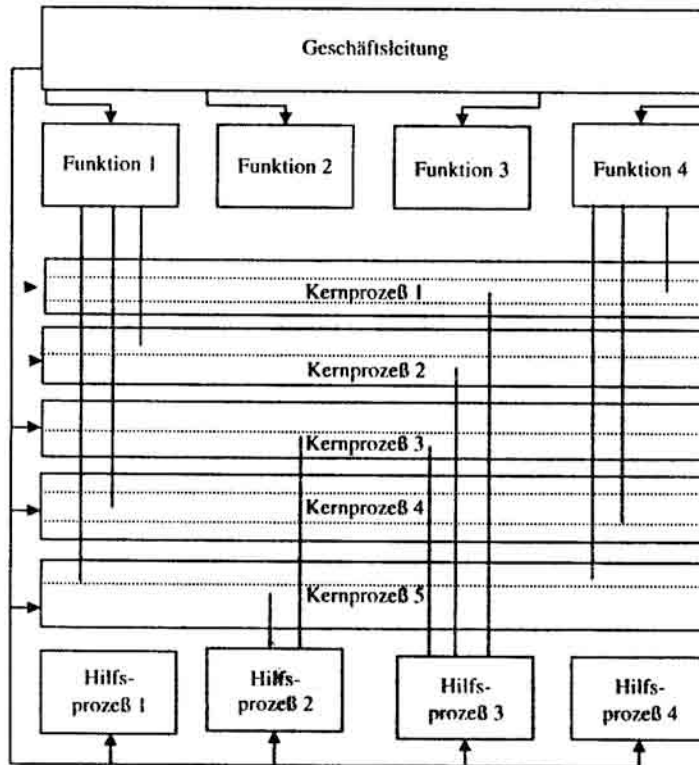 Geschäftsleitung
Funktion 1
Funktion 2
Funktion 3
Funktion 4
Kernprozeß 1
Kernprozeß 2
Kernprozeß 3
Kernprozeß 4
Kernprozeß 5
Hilfs-
prozeß 1
Hilfs-
prozeß 2
Hilfs-
prozeß 3
Hilfs-
prozeß 4